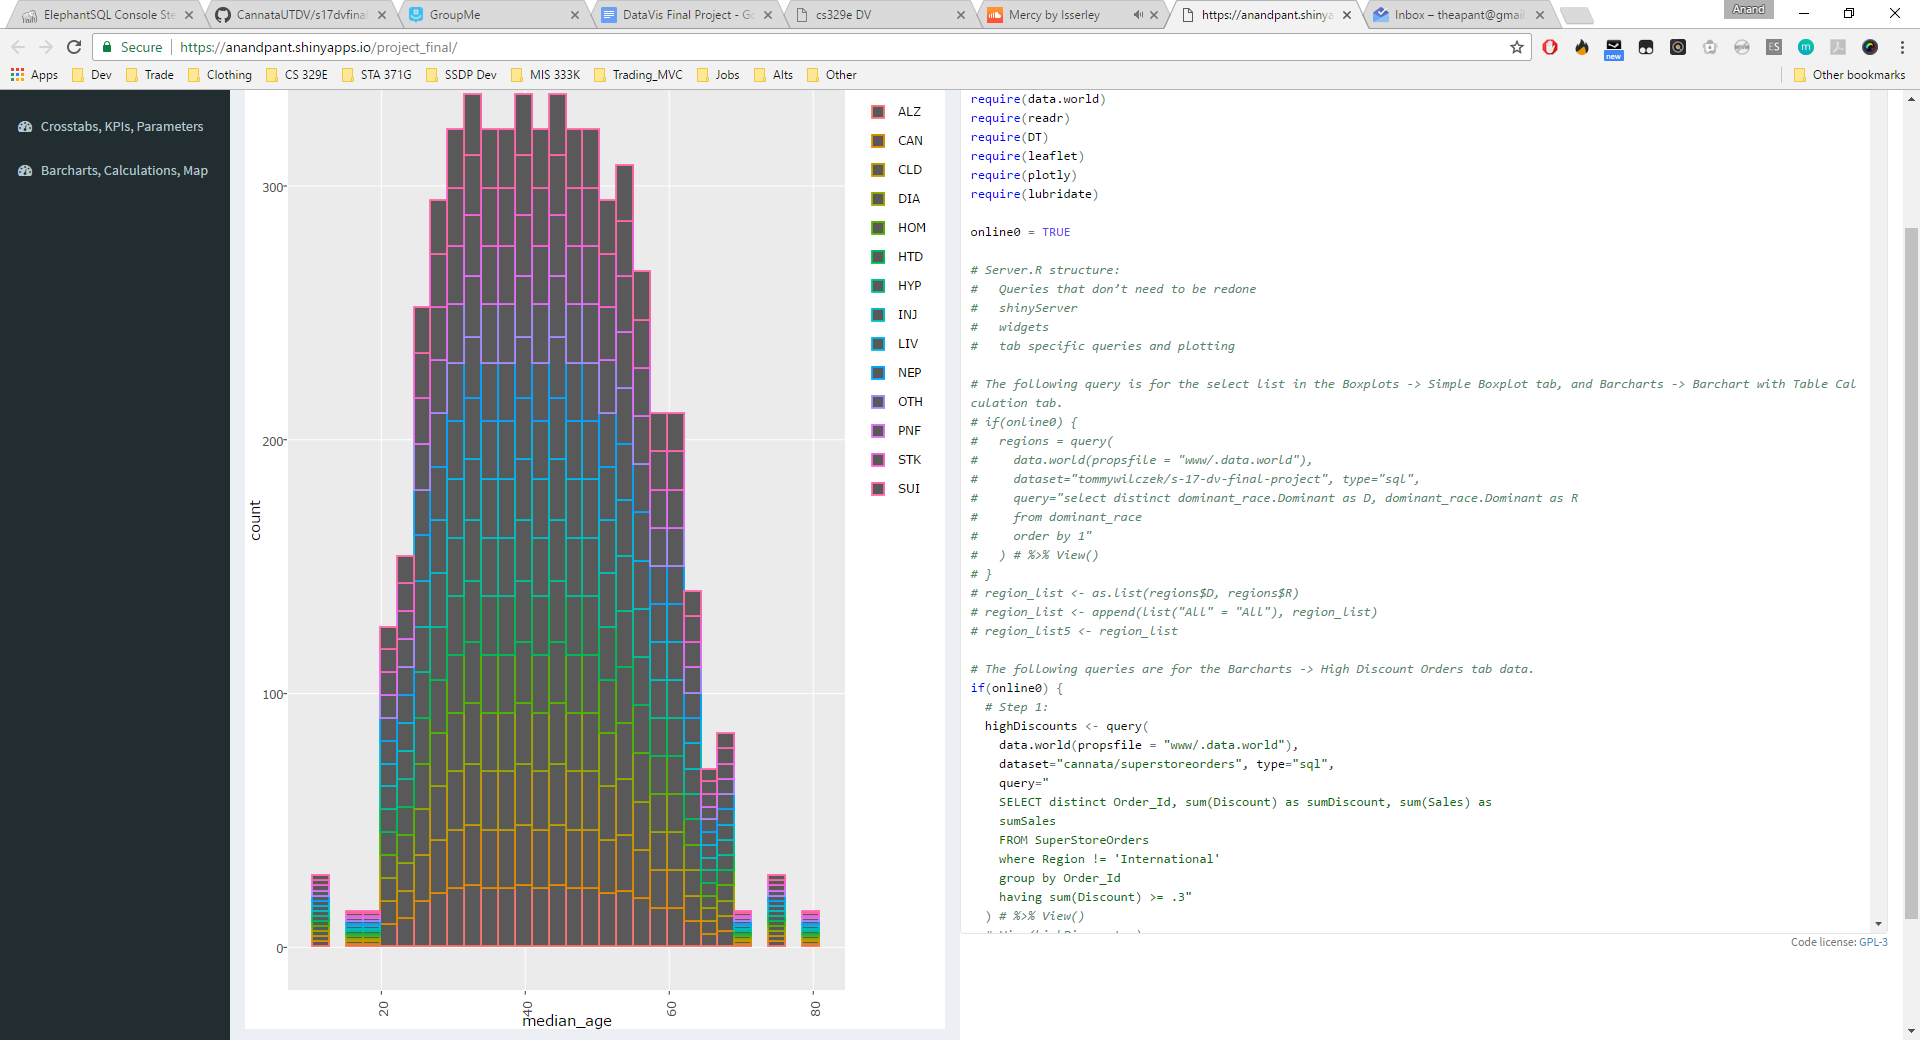 ElephantSQL Console Ste
CannataUTDV/s17dvfinal
GroupMe
DataVis Final Project - Go
cs329e DV
Mercy by Isserley
https://anandpant.shinya
Inbox – theapant@gmail
Anand
Secure
https://anandpant.shinyapps.io/project_final/
new
ES
m
Apps
Dev
Trade
Clothing
CS 329E
STA 371G
SSDP Dev
MIS 333K
Trading_MVC
Jobs
Alts
Other
Other bookmarks
Crosstabs, KPIs, Parameters
Barcharts, Calculations, Map
300
200
100
0
count
20
40
60
80
median_age
ALZ
CAN
CLD
DIA
HOM
HTD
HYP
INJ
LIV
NEP
OTH
PNF
STK
SUI
require(data.world)
require(readr)
require(DT)
require(leaflet)
require(plotly)
require(lubridate)
online0 = TRUE
# Server.R structure:
#   Queries that don’t need to be redone
#   shinyServer
#   widgets
#   tab specific queries and plotting
# The following query is for the select list in the Boxplots -> Simple Boxplot tab, and Barcharts -> Barchart with Table Cal
culation tab.
# if(online0) {
#   regions = query(
#     data.world(propsfile = "www/.data.world"),
#     dataset="tommywilczek/s-17-dv-final-project", type="sql",
#     query="select distinct dominant_race.Dominant as D, dominant_race.Dominant as R
#     from dominant_race
#     order by 1"
#   ) # %>% View()
# }
# region_list <- as.list(regions$D, regions$R)
# region_list <- append(list("All" = "All"), region_list)
# region_list5 <- region_list
# The following queries are for the Barcharts -> High Discount Orders tab data.
if(online0) {
  # Step 1:
  highDiscounts <- query(
    data.world(propsfile = "www/.data.world"),
    dataset="cannata/superstoreorders", type="sql",
    query="
    SELECT distinct Order_Id, sum(Discount) as sumDiscount, sum(Sales) as
    sumSales
    FROM SuperStoreOrders
    where Region != 'International'
    group by Order_Id
    having sum(Discount) >= .3"
  ) # %>% View()
Code license: GPL-3